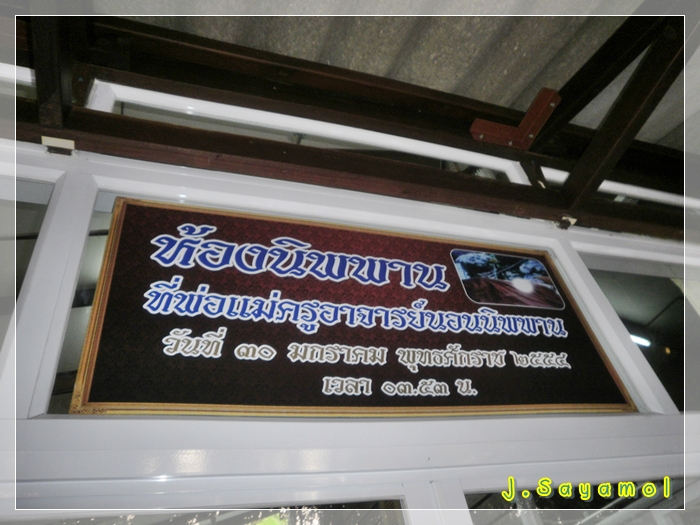 ห้องนิพพาน
ที่พ่อแม่ครูอาจารย์นอนนิพพาน
วันที่ ๓๐ มกราคม พุทธศักราช ๒๕๕๔
เวลา ๐๓.๕๓ น.
J.Sayamol